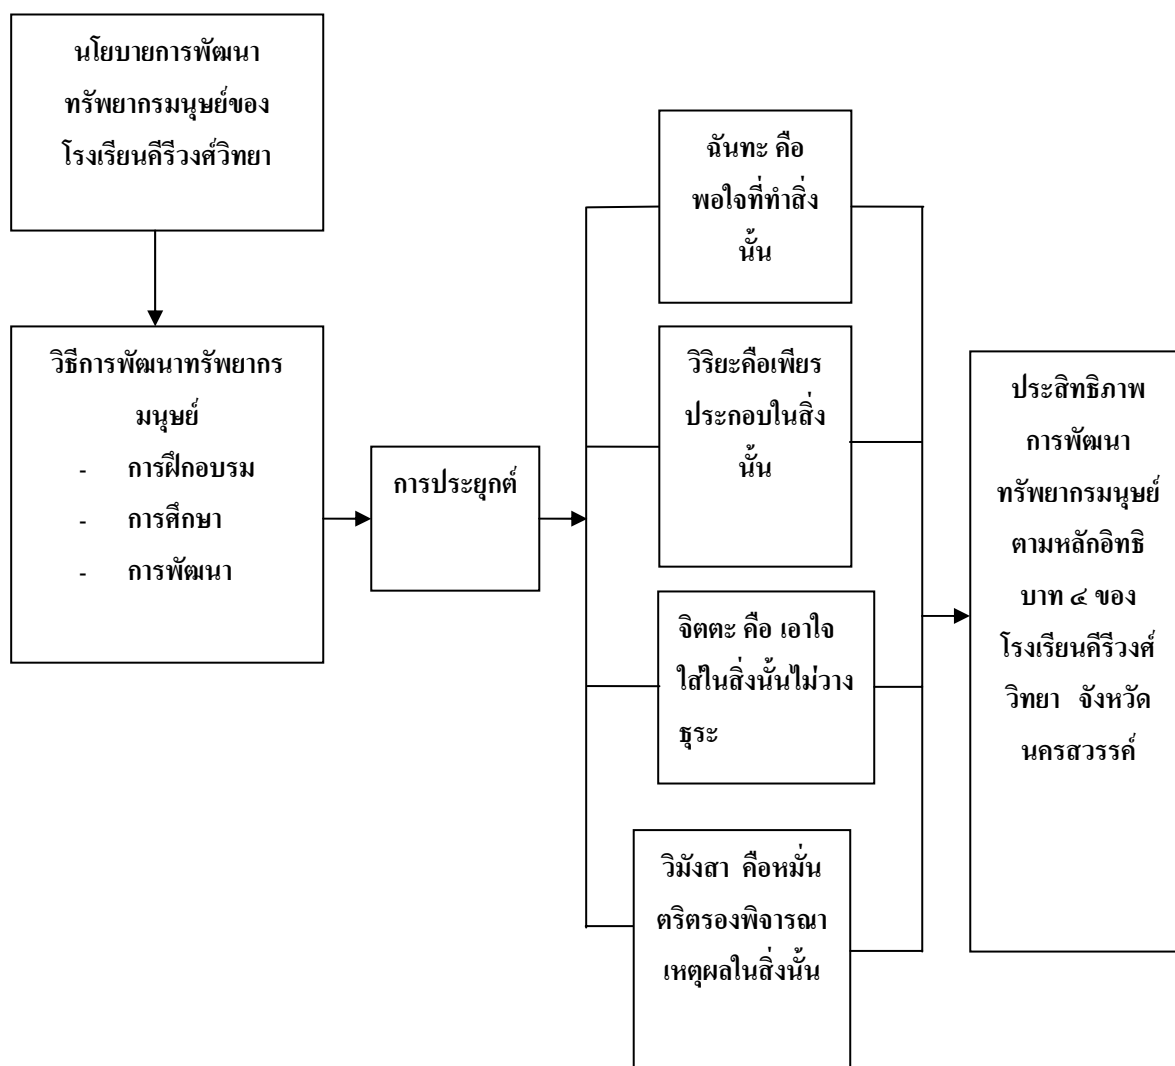 นโยบายการพัฒนา
ทรัพยากรมนุษย์ของ
โรงเรียนคีรีวงศ์วิทยา
วิธีการพัฒนาทรัพยากร
มนุษย์
- การฝึกอบรม
- การศึกษา
- การพัฒนา
การประยุกต์
ฉันทะ คือ
พอใจที่ทำสิ่ง
นั้น
วิริยะคือเพียร
ประกอบในสิ่ง
นั้น
จิตตะ คือ เอาใจ
ใส่ในสิ่งนั้นไม่วาง
ธุระ
วิมังสา คือหมั่น
ตริตรองพิจารณา
เหตุผลในสิ่งนั้น
ประสิทธิภาพ
การพัฒนา
ทรัพยากรมนุษย์
ตามหลักอิทธิ
บาท ๔ ของ
โรงเรียนคีรีวงศ์
วิทยา จังหวัด
นครสวรรค์